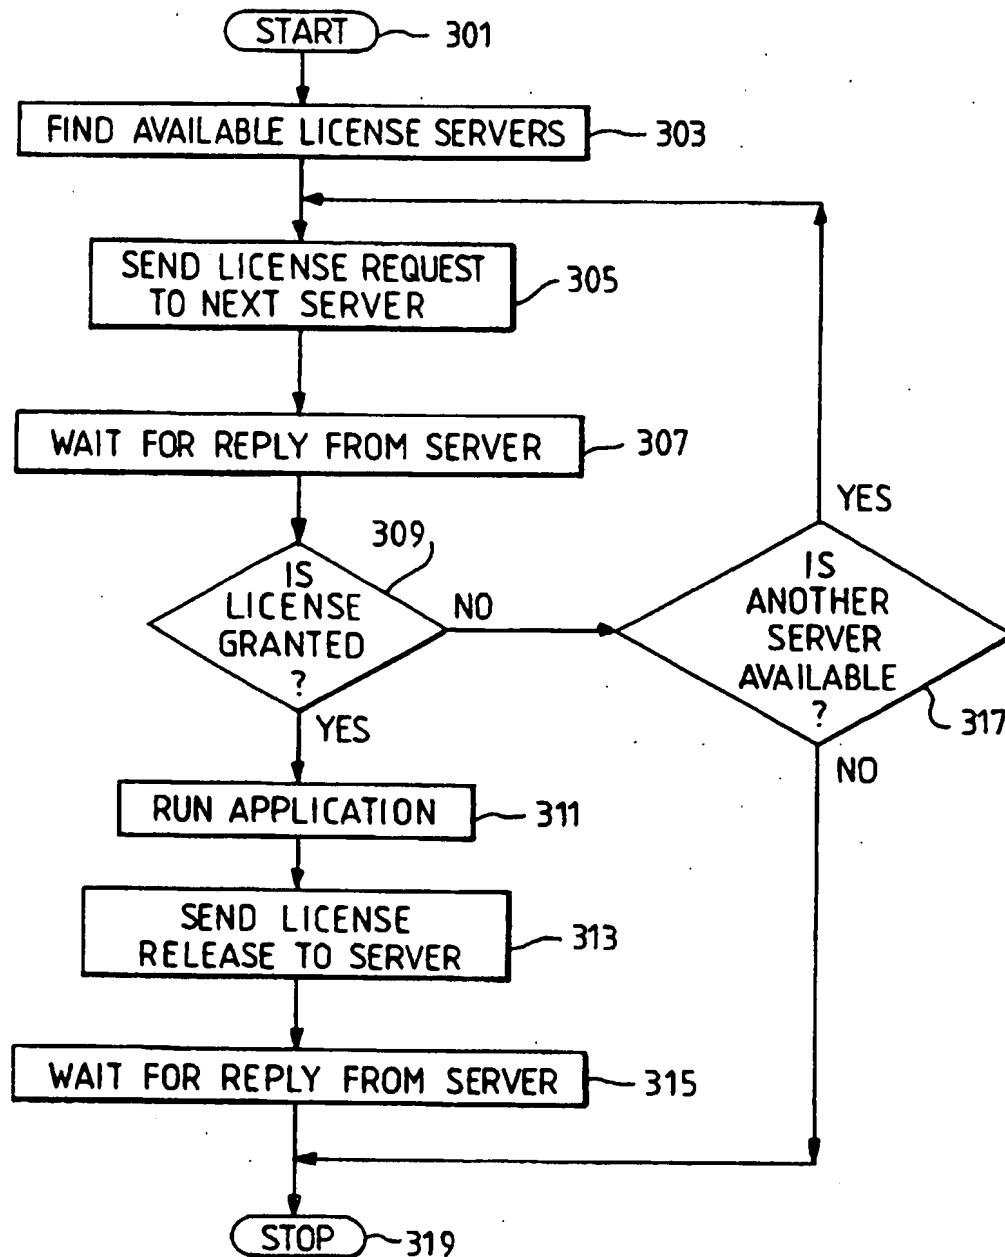 START
301
FIND AVAILABLE LICENSE SERVERS
303
SEND LICENSE REQUEST
TO NEXT SERVER
305
WAIT FOR REPLY FROM SERVER
307
309
IS
LICENSE
GRANTED
?
NO
YES
IS
ANOTHER
SERVER
AVAILABLE
?
317
YES
NO
RUN APPLICATION
311
SEND LICENSE
RELEASE TO SERVER
313
WAIT FOR REPLY FROM SERVER
315
STOP
319